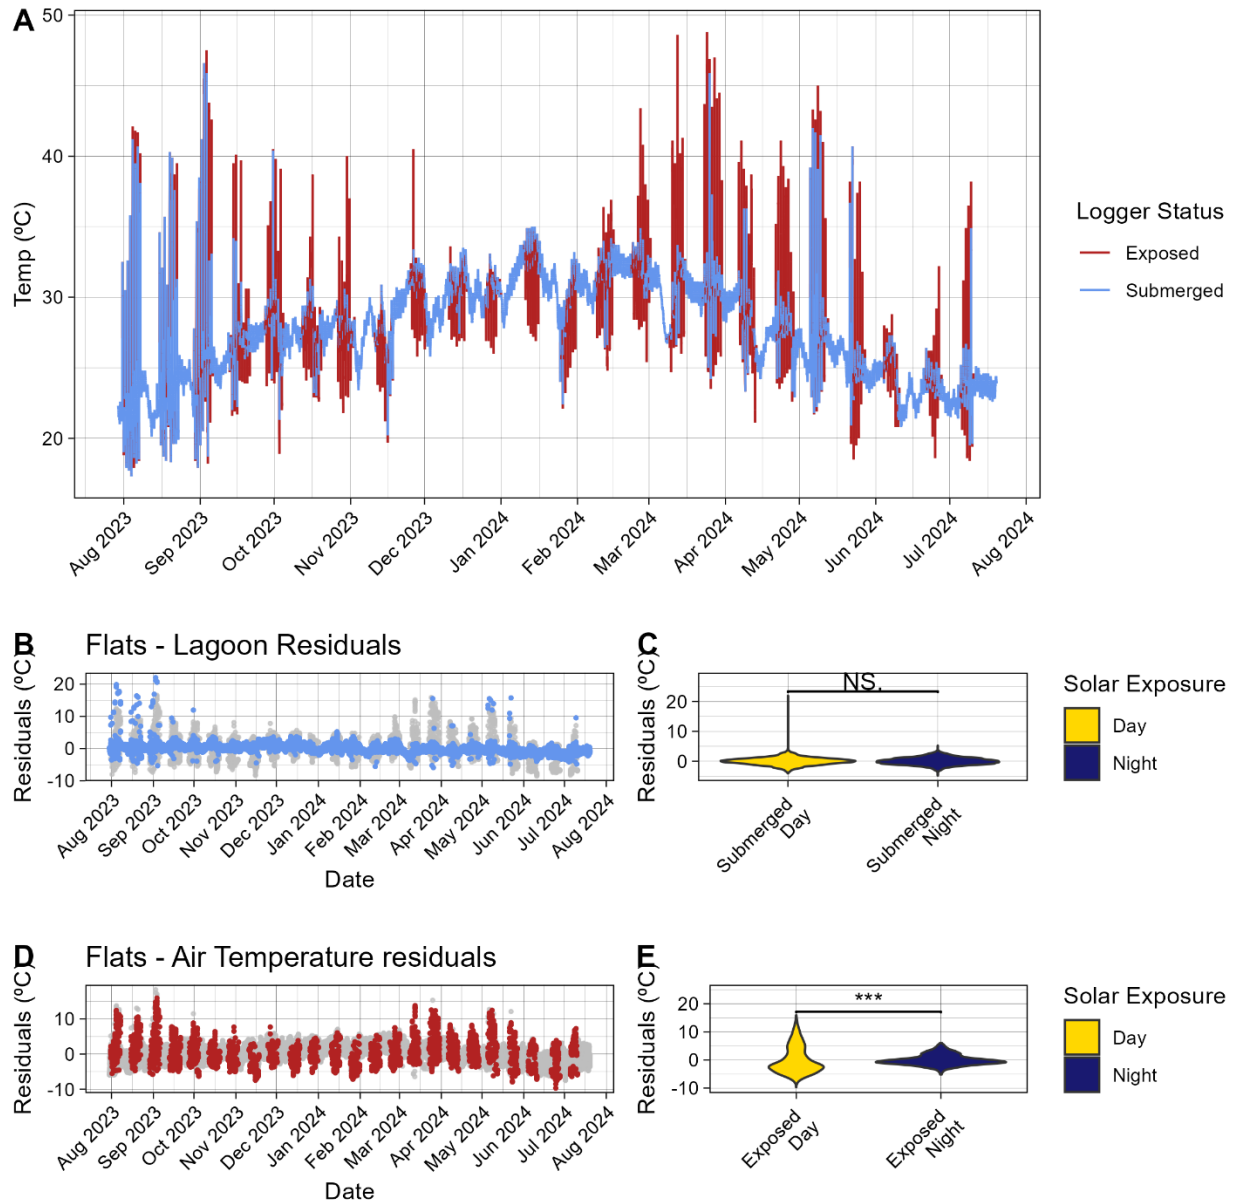 A
50
40
30
20
Temp (ºC)
Aug 2023
Sep 2023
Oct 2023
Nov 2023
Dec 2023
Jan 2024
Feb 2024
Mar 2024
Apr 2024
May 2024
Jun 2024
Jul 2024
Aug 2024
Logger Status
Exposed
Submerged
B
Flats - Lagoon Residuals
Residuals (ºC)
20
10
0
-10
Aug 2023
Sep 2023
Oct 2023
Nov 2023
Dec 2023
Jan 2024
Feb 2024
Mar 2024
Apr 2024
May 2024
Jun 2024
Jul 2024
Aug 2024
Date
C
Residuals (ºC)
20
10
0
NS.
Submerged
Day
Submerged
Night
Solar Exposure
Day
Night
D
Flats - Air Temperature residuals
Residuals (ºC)
10
0
-10
Aug 2023
Sep 2023
Oct 2023
Nov 2023
Dec 2023
Jan 2024
Feb 2024
Mar 2024
Apr 2024
May 2024
Jun 2024
Jul 2024
Aug 2024
Date
E
Residuals (ºC)
20
10
0
-10
***
Exposed
Day
Exposed
Night
Solar Exposure
Day
Night